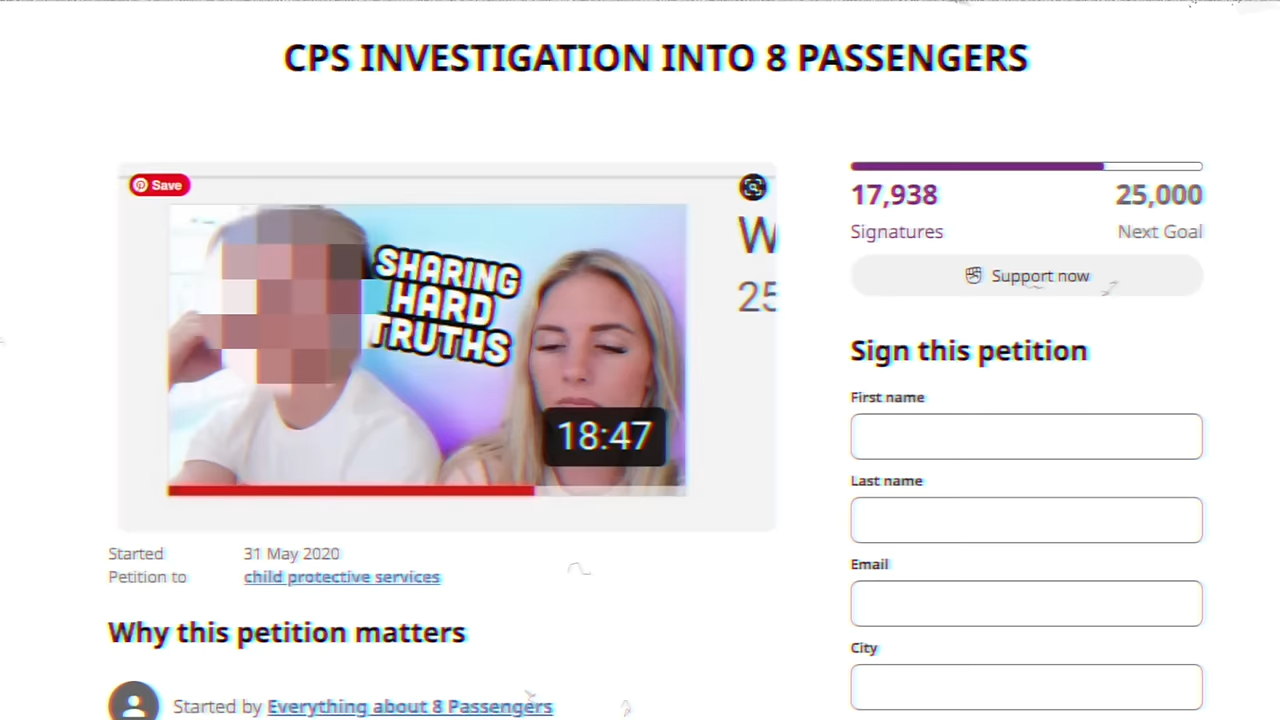 CPS INVESTIGATION INTO 8 PASSENGERS
Save
W
25
SHARING
HARD
TRUTHS
18:47
Started 31 May 2020
Petition to child protective services
Why this petition matters
Started by Everything about 8 Passengers
17,938 25,000
Signatures Next Goal
Support now
Sign this petition
First name
Last name
Email
City